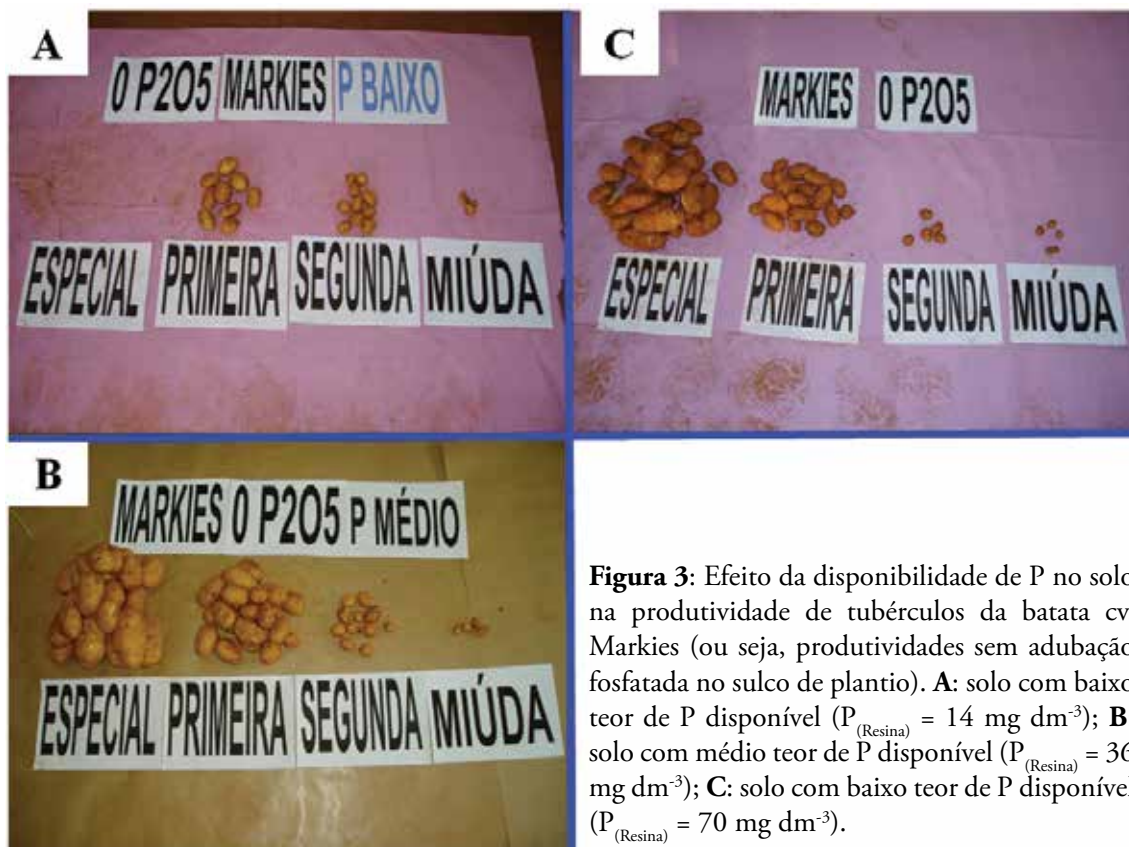 A
0 P2O5 MARKIES P BAIXO
ESPECIAL PRIMEIRA SEGUNDA MIÚDA
C
MARKIES 0 P2O5
ESPECIAL PRIMEIRA SEGUNDA MIÚDA
B
MARKIES 0 P2O5 P MÉDIO
ESPECIAL PRIMEIRA SEGUNDA MIÚDA
Figura 3: Efeito da disponibilidade de P no solo
na produtividade de tubérculos da batata cv
Markies (ou seja, produtividades sem adubação
fosfatada no sulco de plantio). A: solo com baixo
teor de P disponível (P(Resina) = 14 mg dm-3); B
solo com médio teor de P disponível (P(Resina) = 36
mg dm-3); C: solo com baixo teor de P disponível
(P(Resina) = 70 mg dm-3).